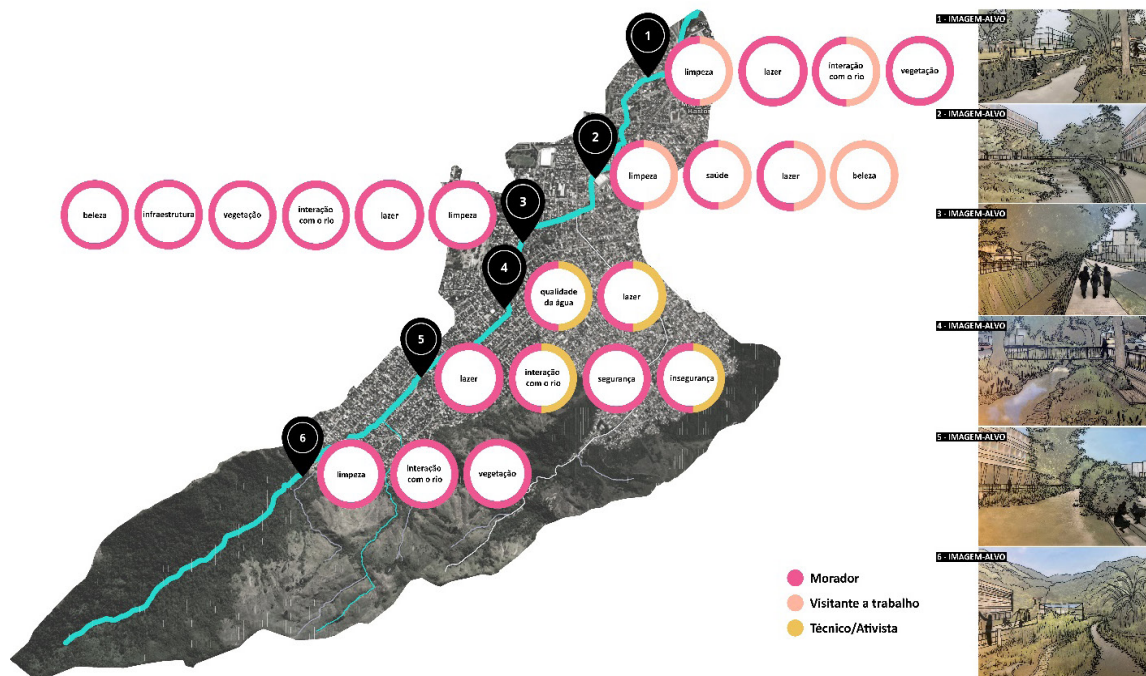 1
limpeza
lazer
interação
com o rio
vegetação
2
limpeza
saúde
lazer
beleza
beleza
infraestrutura
vegetação
interação
com o rio
lazer
limpeza
3
4
qualidade
da água
lazer
5
lazer
interação
com o rio
segurança
insegurança
6
limpeza
interação
com o rio
vegetação
Morador
Visitante a trabalho
Técnico/Ativista
1 - IMAGEM-ALVO
2 - IMAGEM-ALVO
3 - IMAGEM-ALVO
4 - IMAGEM-ALVO
5 - IMAGEM-ALVO
6 - IMAGEM-ALVO